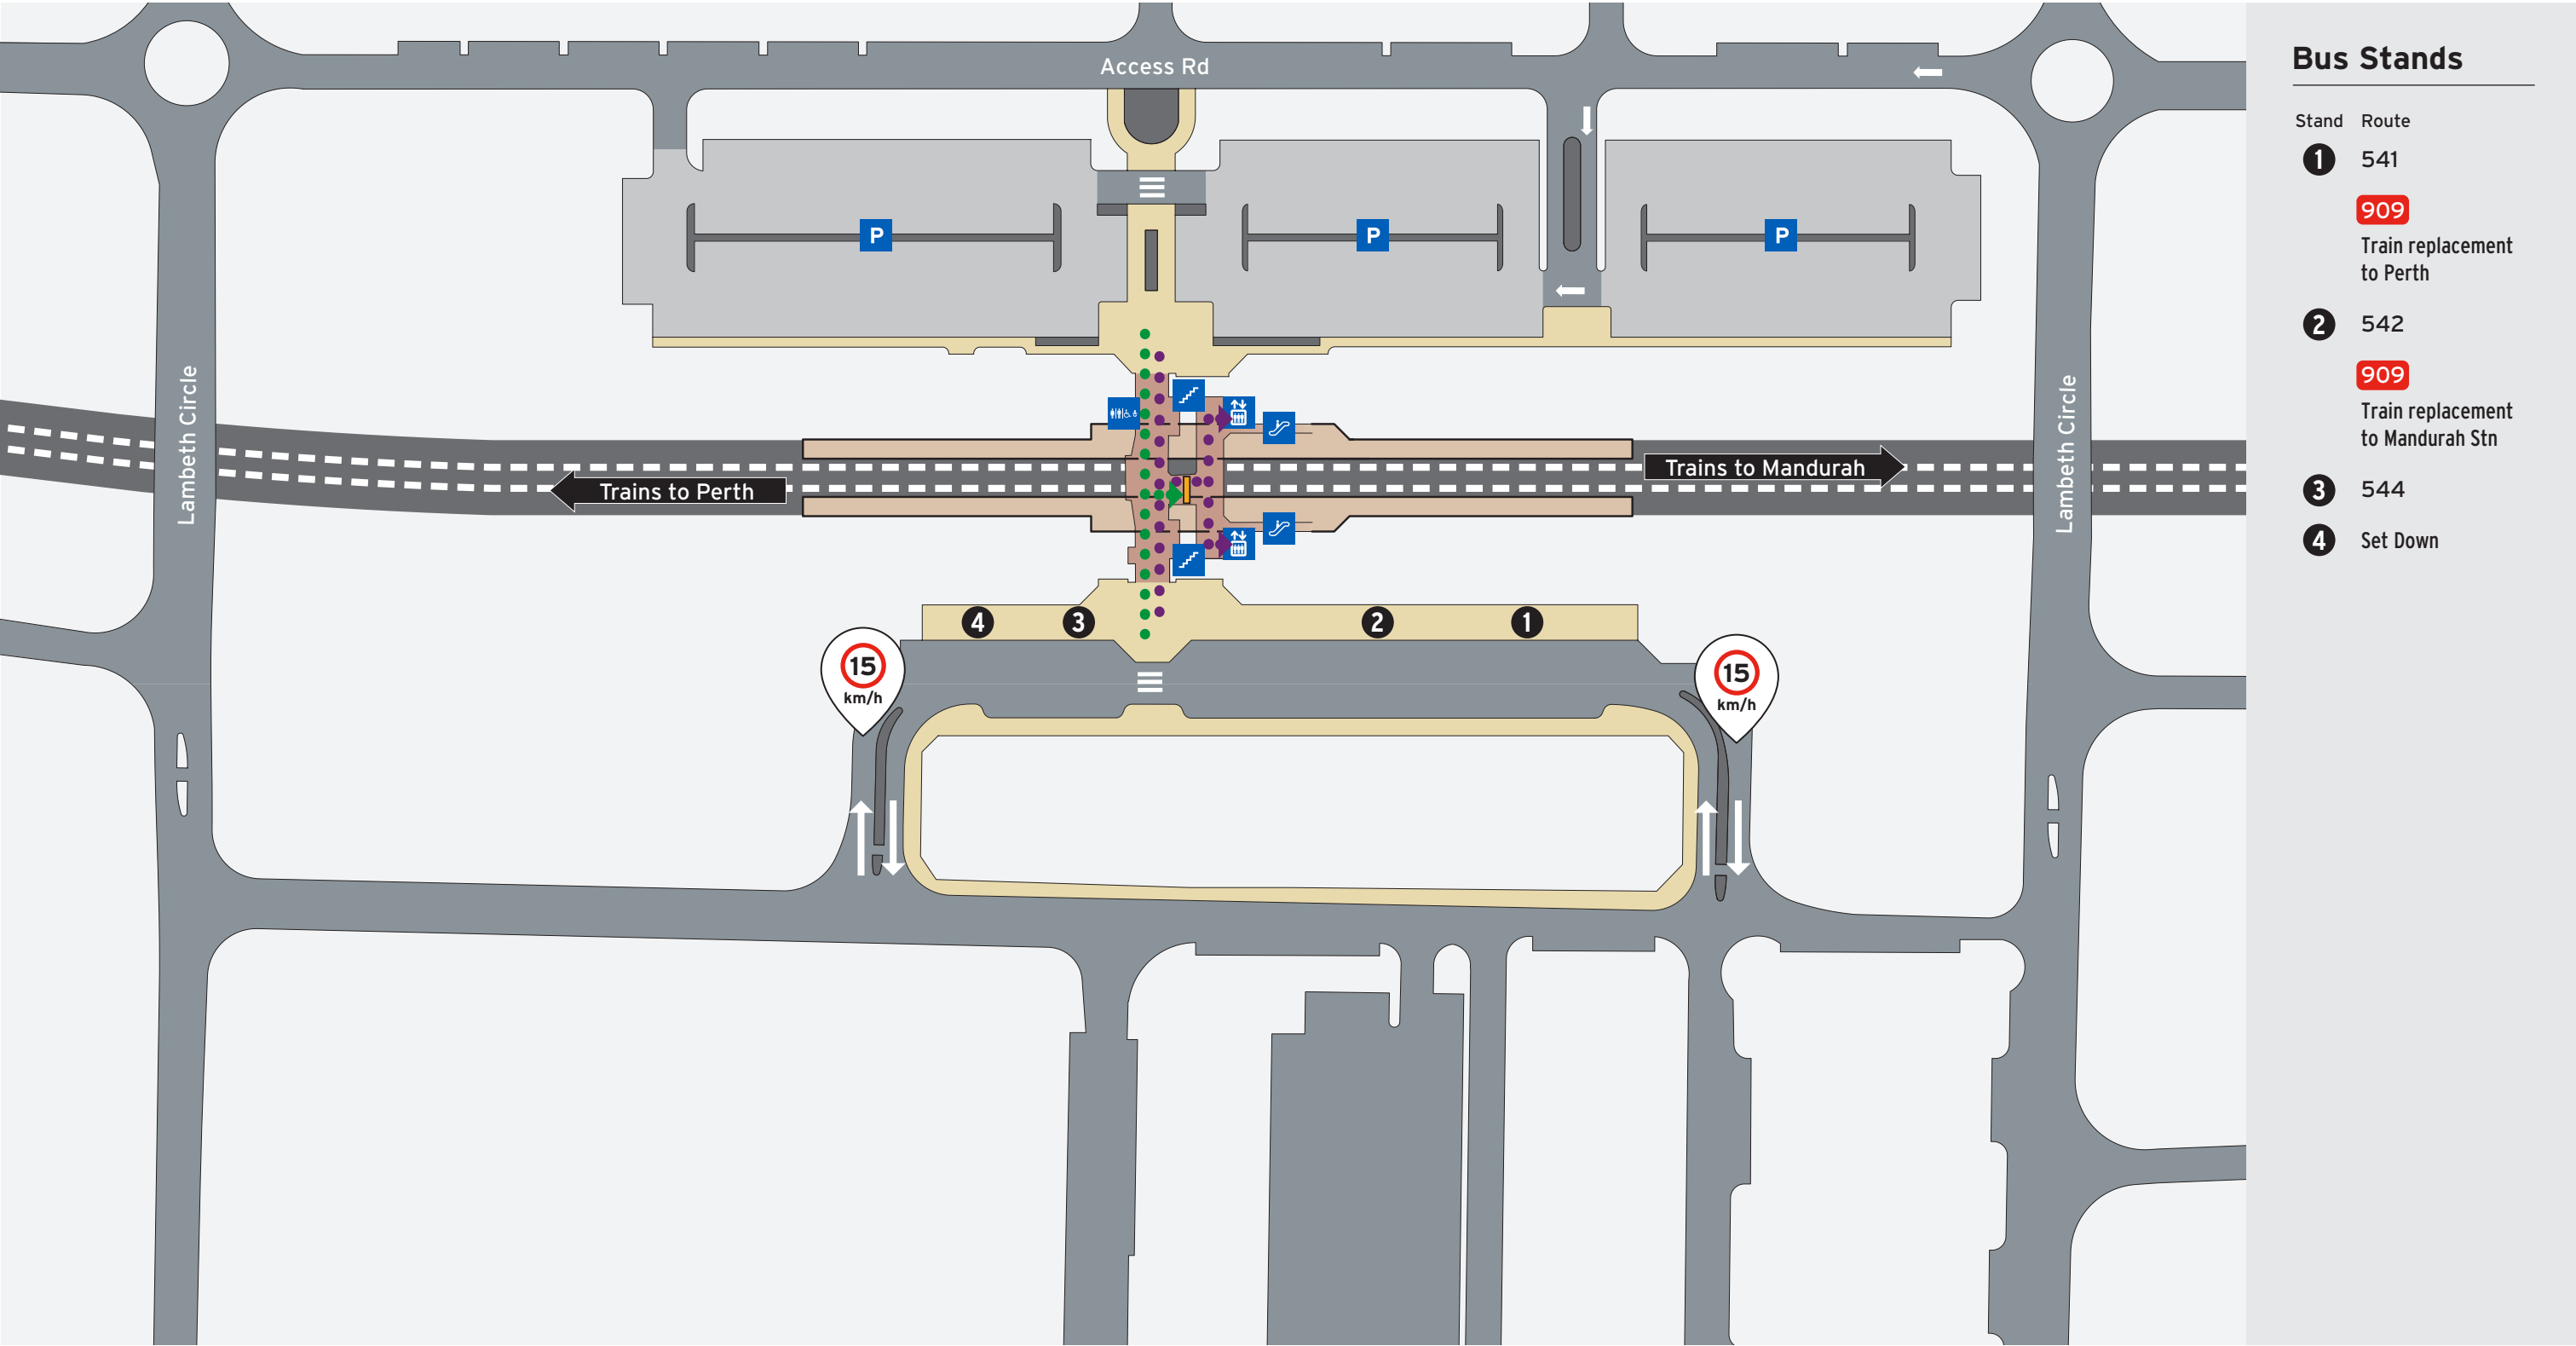 Access Rd
P
P
P
Lambeth Circle
Lambeth Circle
Trains to Mandurah
Trains to Perth
4
3
2
1
15
km/h
15
km/h
Bus Stands
Stand Route
1 541
909
Train replacement
to Perth
2 542
909
Train replacement
to Mandurah Stn
3 544
4 Set Down